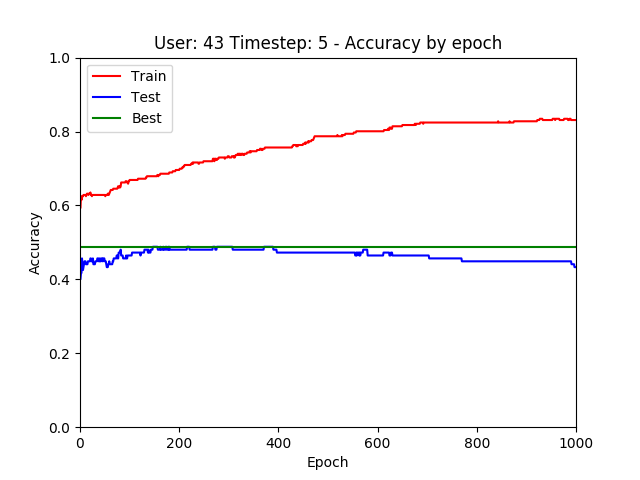 User: 43 Timestep: 5 - Accuracy by epoch
1.0
0.8
0.6
0.4
0.2
0.0
Accuracy
Train
Test
Best
0 200 400 600 800 1000
Epoch